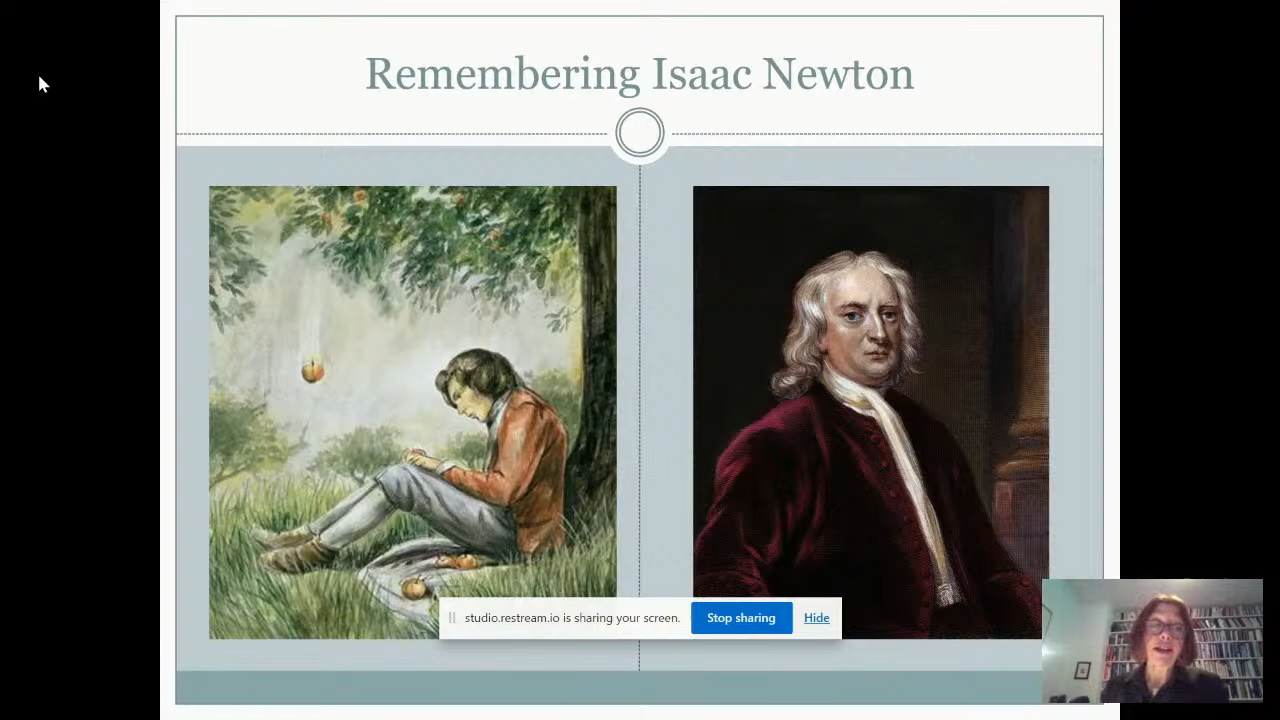 Remembering Isaac Newton
studio.restream.io is sharing your screen.
Stop sharing
Hide